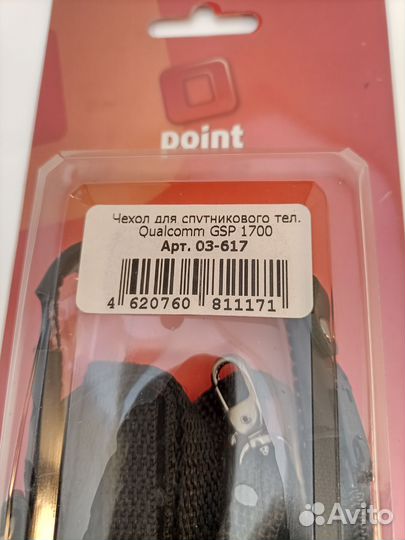 point
Чехол для спутникового тел.
Qualcomm GSP 1700
Арт. 03-617
4 620760 811171
Avito